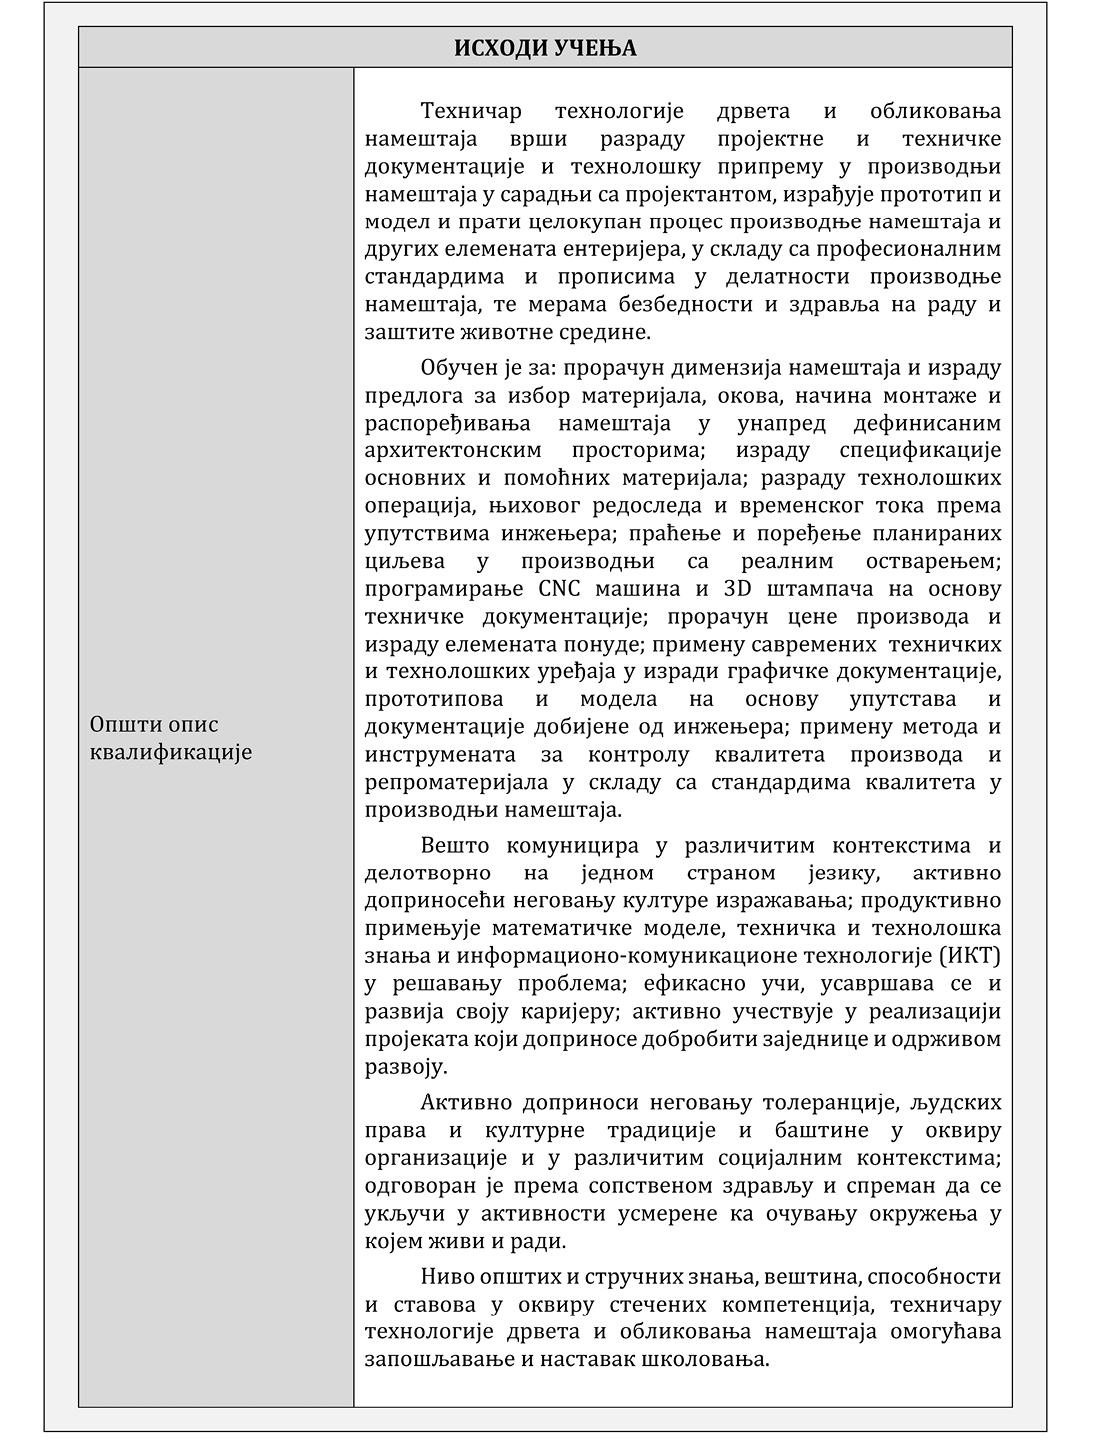 ИСХОДИ УЧЕЊА
Општи опис
квалификације
Техничар технологије дрвета и обликовања
намештаја врши разраду пројектне и техничке
документације и технолошку припрему у производњи
намештаја у сарадњи са пројектантом, израђује прототип и
модел и прати целокупан процес производње намештаја и
других елемената ентеријера, у складу са професионалним
стандардима и прописима у делатности производње
намештаја, те мерама безбедности и здравља на раду и
заштите животне средине.
Обучен је за: прорачун димензија намештаја и израду
предлога за избор материјала, окова, начина монтаже и
распоређивања намештаја у унапред дефинисаним
архитектонским просторима; израду спецификације
основних и помоћних материјала; разраду технолошких
операција, њиховог редоследа и временског тока према
упутствима инжењера; праћење и поређење планираних
циљева у производњи са реалним остварењем;
програмирање CNC машина и 3D штампача на основу
техничке документације; прорачун цене производа и
израду елемената понуде; примену савремених техничких
и технолошких уређаја у изради графичке документације,
прототипова и модела на основу упутстава и
документације добијене од инжењера; примену метода и
инструмената за контролу квалитета производа и
репроматеријала у складу са стандардима квалитета у
производњи намештаја.
Вешто комуницира у различитим контекстима и
делотворно на једном страном језику, активно
доприносећи неговању културе изражавања; продуктивно
примењује математичке моделе, техничка и технолошка
знања и информационо-комуникационе технологије (ИКТ)
у решавању проблема; ефикасно учи, усавршава се и
развија своју каријеру; активно учествује у реализацији
пројеката који доприносе добробити заједнице и одрживом
развоју.
Активно доприноси неговању толеранције, људских
права и културне традиције и баштине у оквиру
организације и у различитим социјалним контекстима;
одговоран је према сопственом здрављу и спреман да се
укључи у активности усмерене ка очувању окружења у
којем живи и ради.
Ниво општих и стручних знања, вештина, способности
и ставова у оквиру стечених компетенција, техничару
технологије дрвета и обликовања намештаја омогућава
запошљавање и наставак школовања.